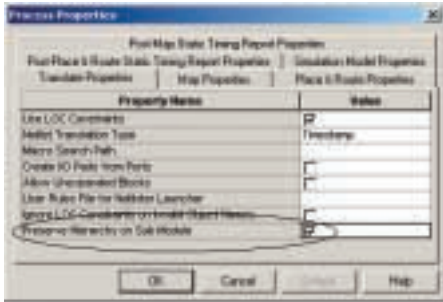 Process Properties
Post-Map Static Timing Report Properties
Post-Place & Route Static Timing Report Properties Simulation Model Properties
Translate Properties Map Properties Place & Route Properties
Property Name Value
Use LOC Constraints
Netlist Translation Type Timestamp
Macro Search Path
Create I/O Pads from Ports
Allow Unexpanded Blocks
User Rules File for Netlister Launcher
Ignore LOC Constraints on Invalid Object Names
Preserve Hierarchy on Sub Module
OK Cancel Default Help